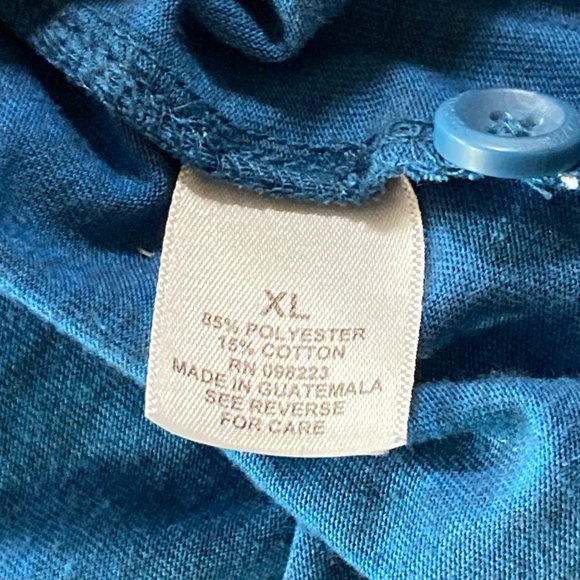 XL
85% POLYESTER
15% COTTON
RN 098223
MADE IN GUATEMALA
SEE REVERSE
FOR CARE